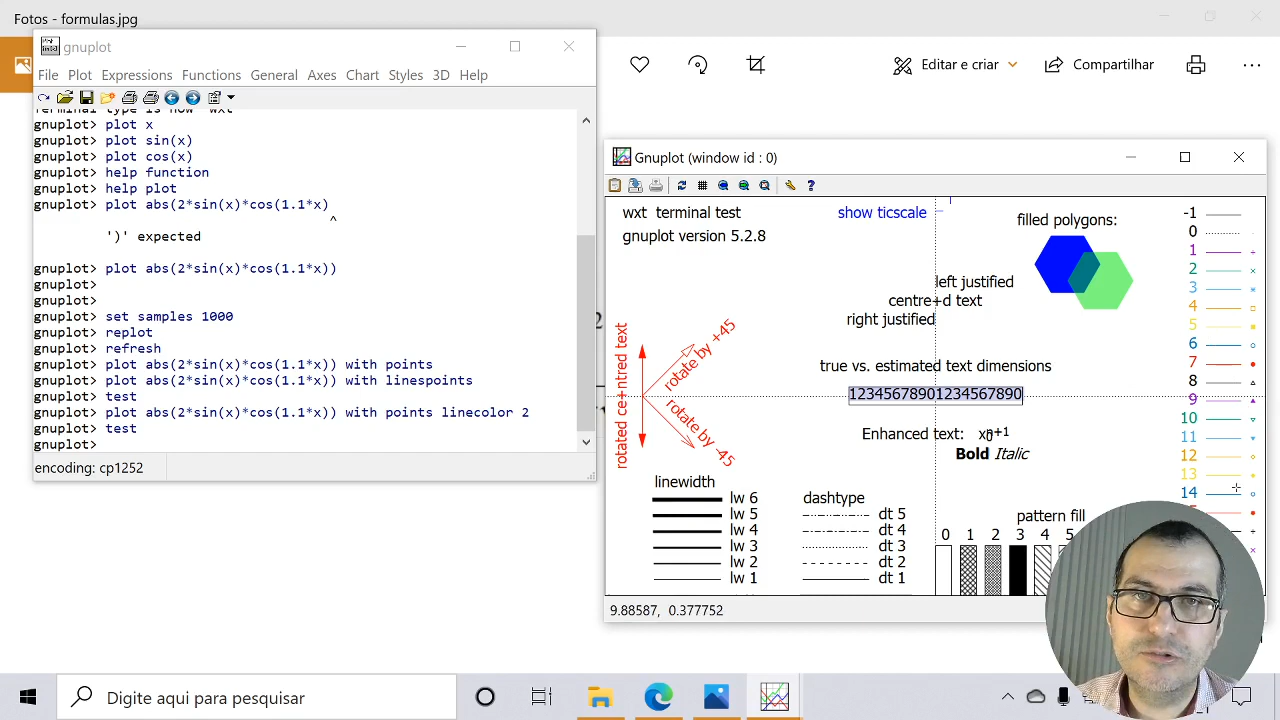 Fotos - formulas.jpg
Editar e criar
Compartilhar
gnuplot
File Plot Expressions Functions General Axes Chart Styles 3D Help
gnuplot> plot x
gnuplot> plot sin(x)
gnuplot> plot cos(x)
gnuplot> help function
gnuplot> help plot
gnuplot> plot abs(2*sin(x)*cos(1.1*x)
^
')' expected
gnuplot> plot abs(2*sin(x)*cos(1.1*x))
gnuplot>
gnuplot>
gnuplot> set samples 1000
gnuplot> replot
gnuplot> refresh
gnuplot> plot abs(2*sin(x)*cos(1.1*x)) with points
gnuplot> plot abs(2*sin(x)*cos(1.1*x)) with linespoints
gnuplot> test
gnuplot> plot abs(2*sin(x)*cos(1.1*x)) with points linecolor 2
gnuplot> test
gnuplot>
encoding: cp1252
Gnuplot (window id : 0)
wxt terminal test
gnuplot version 5.2.8
show ticscale
filled polygons:
left justified
centre+d text
right justified
rotated ce+ntred text
rotate by +45
rotate by -45
true vs. estimated text dimensions
12345678901234567890
Enhanced text:
Bold Italic
linewidth
lw 6
lw 5
lw 4
lw 3
lw 2
lw 1
dashtype
dt 5
dt 4
dt 3
dt 2
dt 1
pattern fill
0 1 2 3 4 5
-1
0
1
2
3
4
5
6
7
8
9
10
11
12
13
14
9.88587, 0.377752
Digite aqui para pesquisar